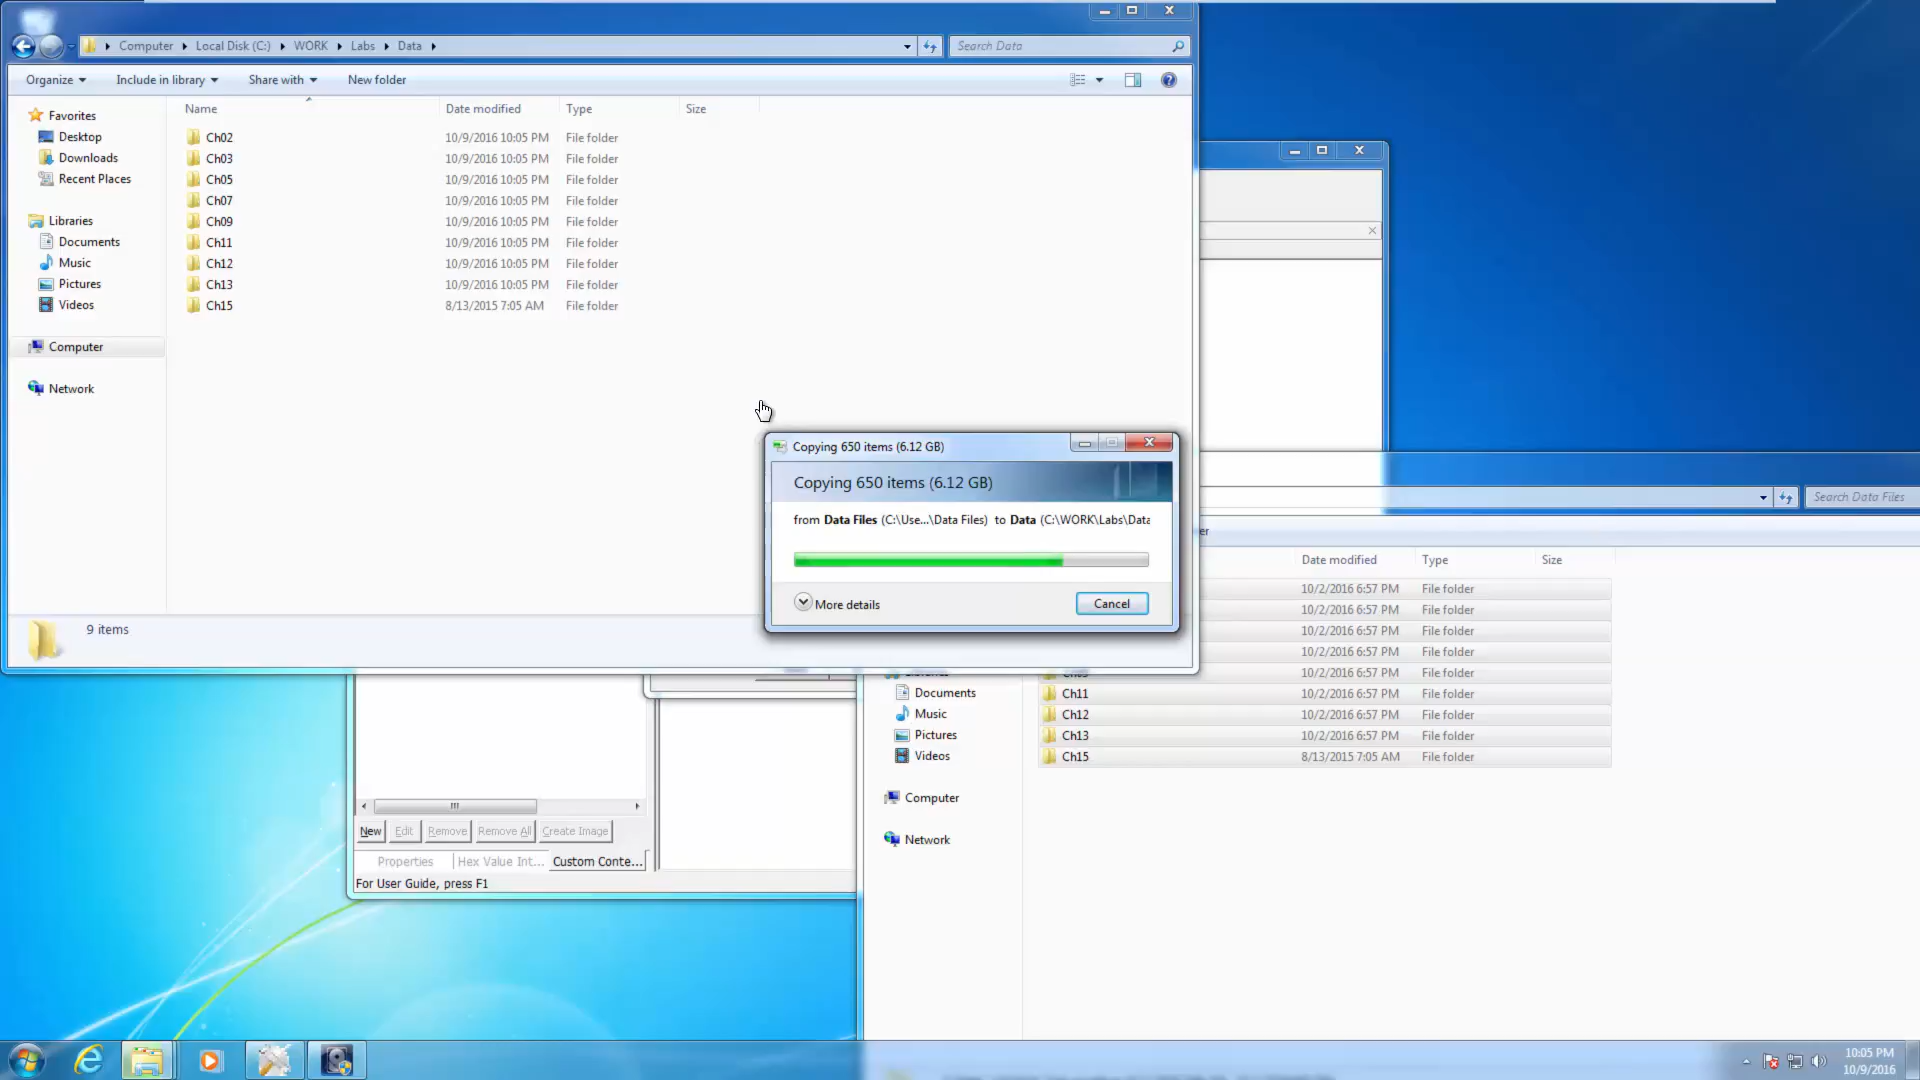 Computer Local Disk (C:) WORK Labs Data
Search Data
Organize Include in library Share with New folder
Name Date modified Type Size
Favorites
Desktop
Downloads
Recent Places
Libraries
Documents
Music
Pictures
Videos
Computer
Network
Ch02 10/9/2016 10:05 PM File folder
Ch03 10/9/2016 10:05 PM File folder
Ch05 10/9/2016 10:05 PM File folder
Ch07 10/9/2016 10:05 PM File folder
Ch09 10/9/2016 10:05 PM File folder
Ch11 10/9/2016 10:05 PM File folder
Ch12 10/9/2016 10:05 PM File folder
Ch13 10/9/2016 10:05 PM File folder
Ch15 8/13/2015 7:05 AM File folder
9 items
Copying 650 items (6.12 GB)
Copying 650 items (6.12 GB)
from Data Files (C:\Use...\Data Files) to Data (C:\WORK\Labs\Data
More details
Cancel
Search Data Files
er
Date modified Type Size
10/2/2016 6:57 PM File folder
10/2/2016 6:57 PM File folder
10/2/2016 6:57 PM File folder
10/2/2016 6:57 PM File folder
10/2/2016 6:57 PM File folder
Ch11 10/2/2016 6:57 PM File folder
Ch12 10/2/2016 6:57 PM File folder
Ch13 10/2/2016 6:57 PM File folder
Ch15 8/13/2015 7:05 AM File folder
Documents
Music
Pictures
Videos
Computer
Network
New Edit Remove Remove All Create Image
Properties Hex Value Int... Custom Conte...
For User Guide, press F1
10:05 PM
10/9/2016